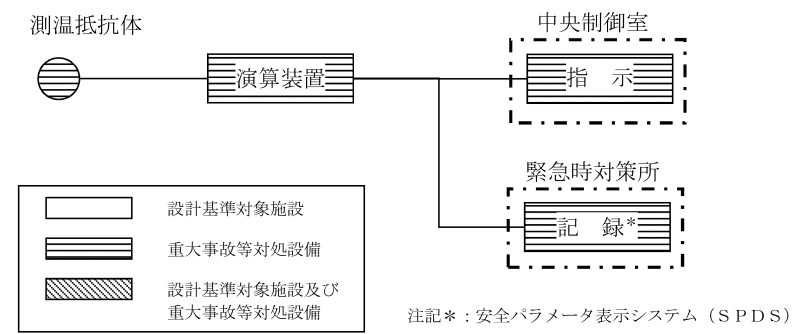 測温抵抗体
中央制御室
演算装置
指　示
緊急時対策所
記　録*
設計基準対象施設
重大事故等対処設備
設計基準対象施設及び
重大事故等対処設備
注記＊：安全パラメータ表示システム（ＳＰＤＳ）